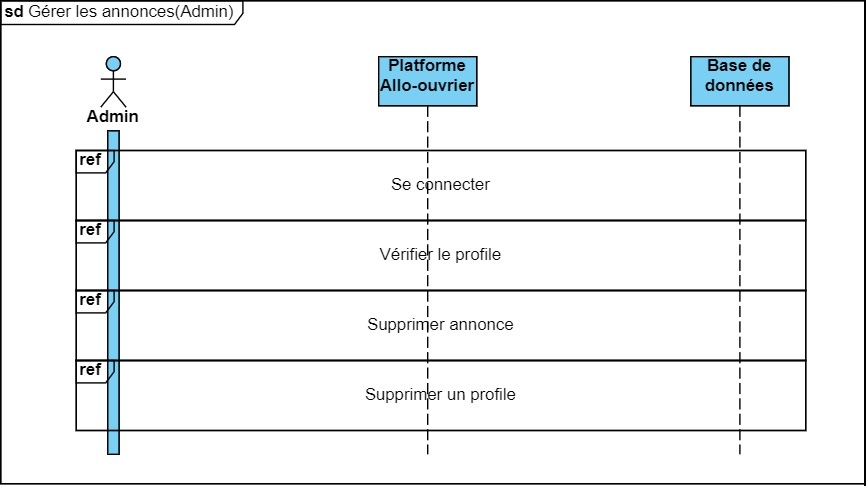 sd Gérer les annonces(Admin)
Admin
Platforme
Allo-ouvrier
Base de
données
ref
Se connecter
ref
Vérifier le profile
ref
Supprimer annonce
ref
Supprimer un profile